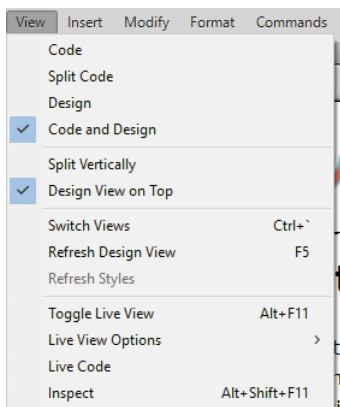 View Insert Modify Format Commands
Code
Split Code
Design
Code and Design
Split Vertically
Design View on Top
Switch Views Ctrl+`
Refresh Design View F5
Refresh Styles
Toggle Live View Alt+F11
Live View Options
Live Code
Inspect Alt+Shift+F11